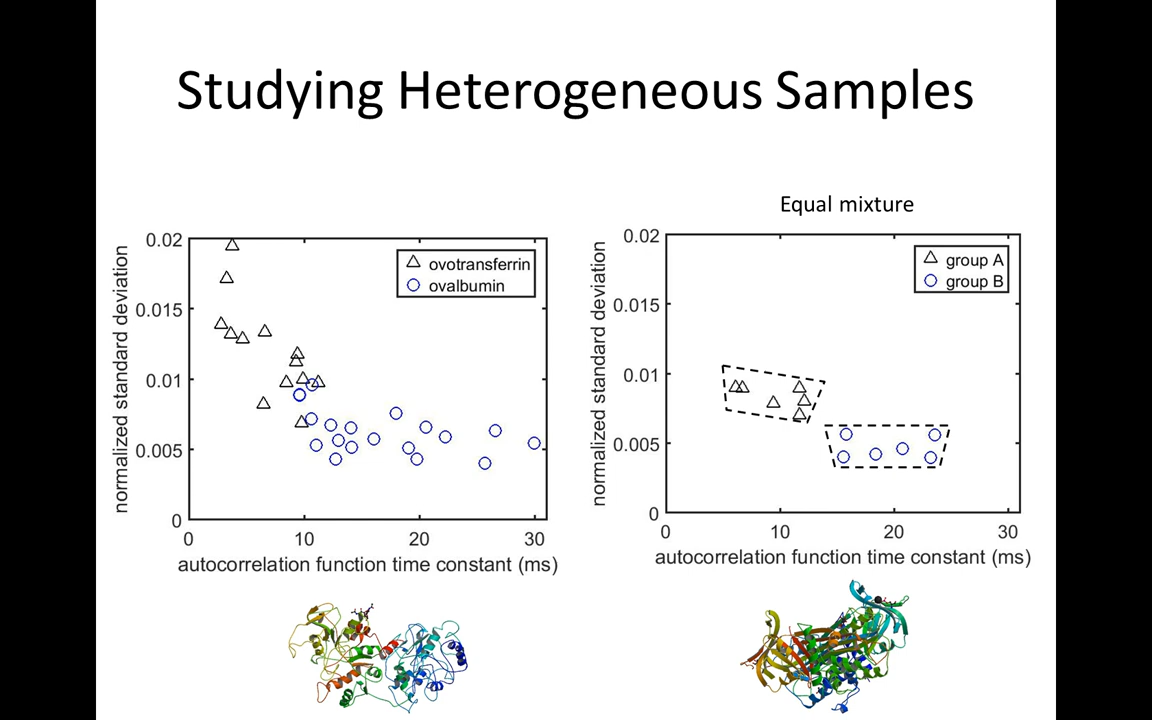 Studying Heterogeneous Samples
normalized standard deviation
0.02
0.015
0.01
0.005
0
0 10 20 30
autocorrelation function time constant (ms)
ovotransferrin
ovalbumin
Equal mixture
normalized standard deviation
0.02
0.015
0.01
0.005
0
0 10 20 30
autocorrelation function time constant (ms)
group A
group B